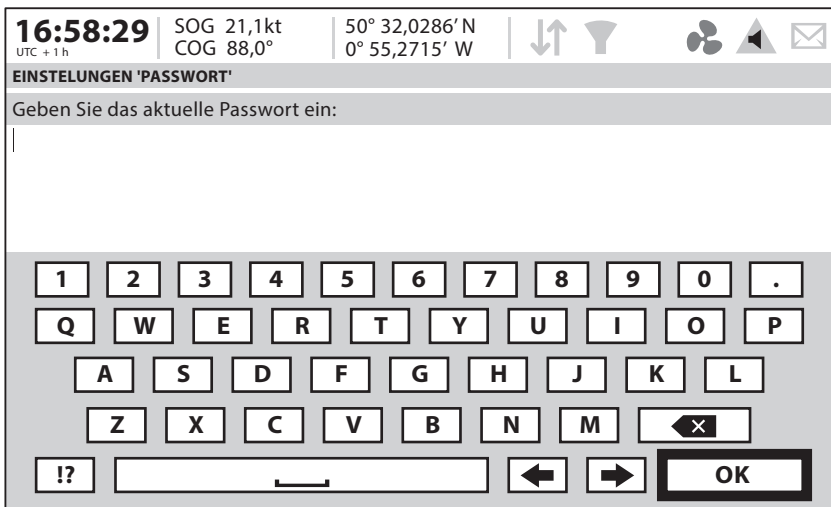 16:58:29 SOG 21,1kt 50° 32,0286′ N
UTC + 1 h COG 88,0° 0° 55,2715′ W
EINSTELUNGEN 'PASSWORT'
Geben Sie das aktuelle Passwort ein:
1 2 3 4 5 6 7 8 9 0 .
Q W E R T Y U I O P
A S D F G H J K L
Z X C V B N M
!? OK